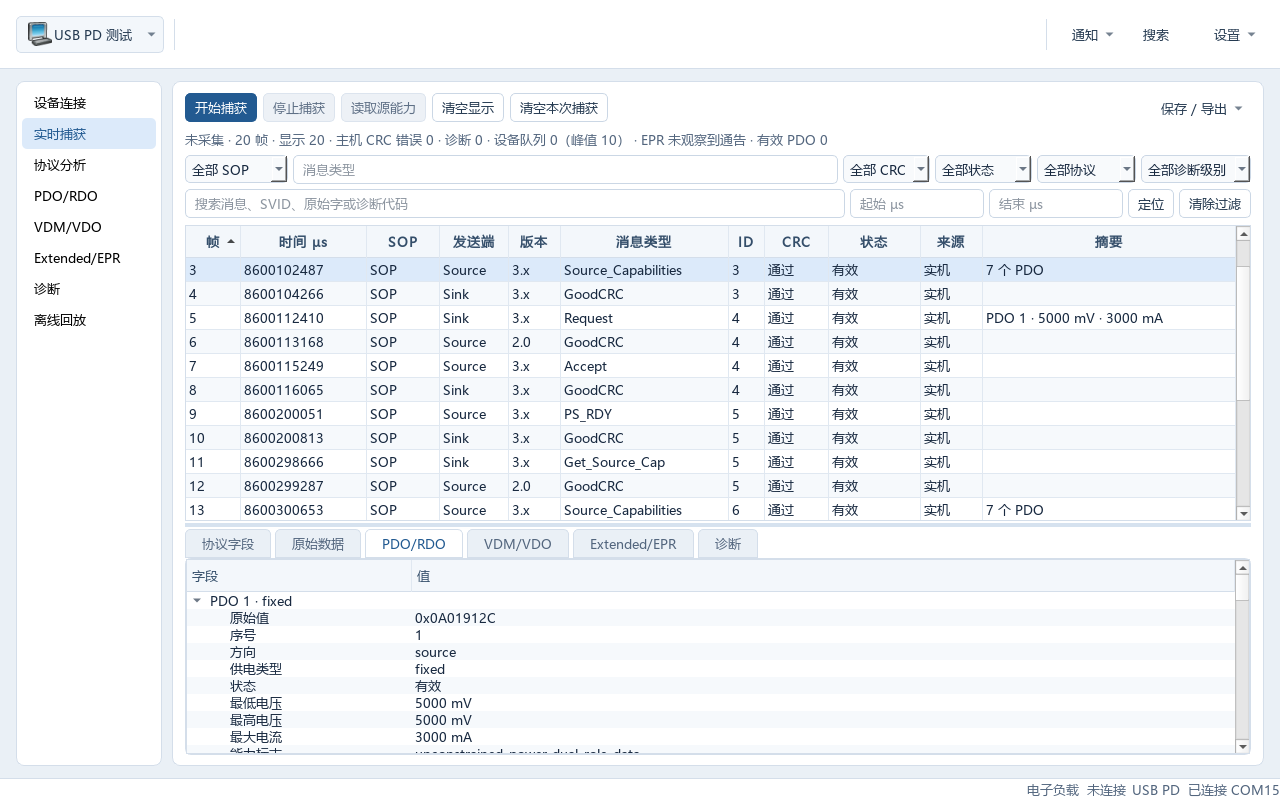 USB PD 测试
通知 搜索 设置
设备连接
实时捕获
协议分析
PDO/RDO
VDM/VDO
Extended/EPR
诊断
离线回放
开始捕获 停止捕获 读取源能力 清空显示 清空本次捕获 保存 / 导出
未采集 · 20 帧 · 显示 20 · 主机 CRC 错误 0 · 诊断 0 · 设备队列 0（峰值 10） · EPR 未观察到通告 · 有效 PDO 0
全部 SOP 消息类型 全部 CRC 全部状态 全部协议 全部诊断级别
搜索消息、SVID、原始字或诊断代码 起始 µs 结束 µs 定位 清除过滤
帧 时间 µs SOP 发送端 版本 消息类型 ID CRC 状态 来源 摘要
3 8600102487 SOP Source 3.x Source_Capabilities 3 通过 有效 实机 7 个 PDO
4 8600104266 SOP Sink 3.x GoodCRC 3 通过 有效 实机
5 8600112410 SOP Sink 3.x Request 4 通过 有效 实机 PDO 1 · 5000 mV · 3000 mA
6 8600113168 SOP Source 2.0 GoodCRC 4 通过 有效 实机
7 8600115249 SOP Source 3.x Accept 4 通过 有效 实机
8 8600116065 SOP Sink 3.x GoodCRC 4 通过 有效 实机
9 8600200051 SOP Source 3.x PS_RDY 5 通过 有效 实机
10 8600200813 SOP Sink 3.x GoodCRC 5 通过 有效 实机
11 8600298666 SOP Sink 3.x Get_Source_Cap 5 通过 有效 实机
12 8600299287 SOP Source 2.0 GoodCRC 5 通过 有效 实机
13 8600300653 SOP Source 3.x Source_Capabilities 6 通过 有效 实机 7 个 PDO
协议字段 原始数据 PDO/RDO VDM/VDO Extended/EPR 诊断
字段 值
PDO 1 · fixed
原始值 0x0A01912C
序号 1
方向 source
供电类型 fixed
状态 有效
最低电压 5000 mV
最高电压 5000 mV
最大电流 3000 mA
电子负载 未连接 USB PD 已连接 COM15